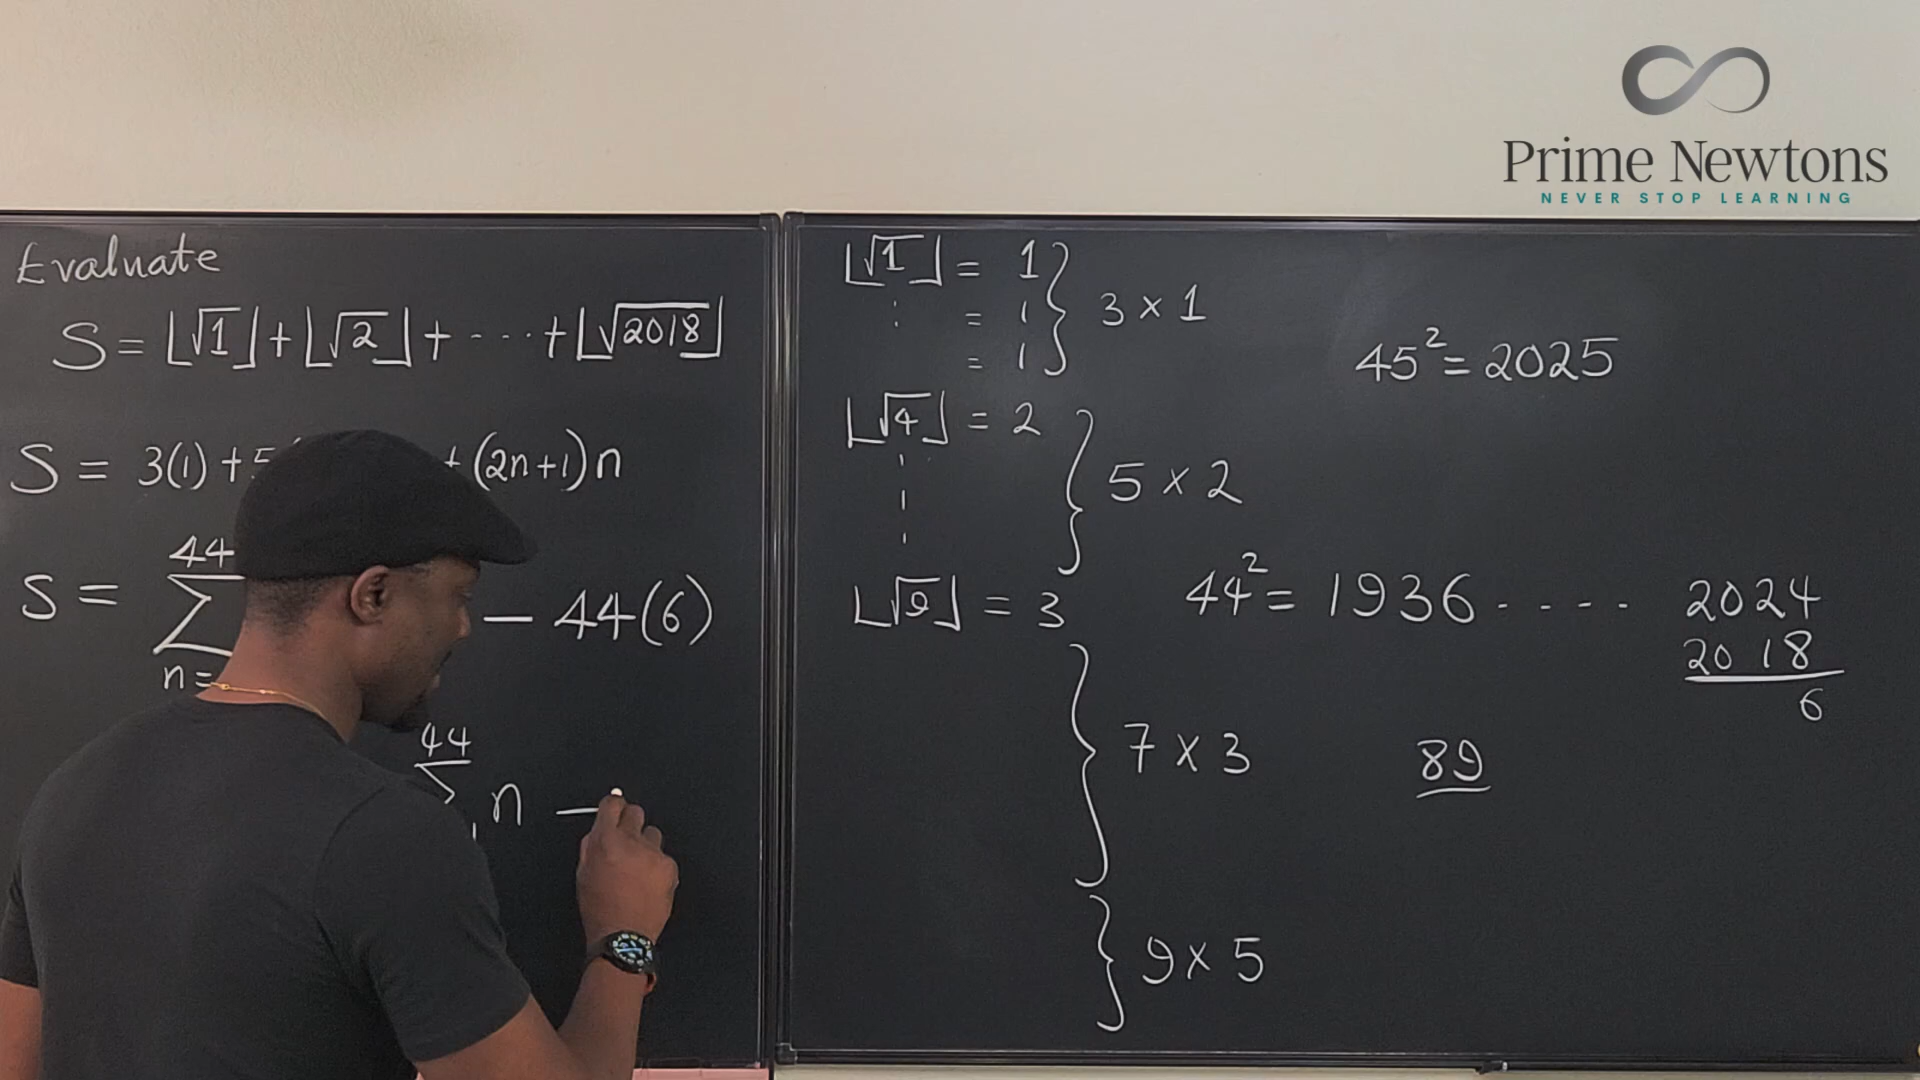 Prime Newtons
NEVER STOP LEARNING
Evaluate
S = ⌊√1⌋ + ⌊√2⌋ + ····· + ⌊√2018⌋
S = 3(1) + 5 + (2n+1)n
44
S = ∑ — 44(6)
n =
44
∑ n —
⌊√1⌋ = 1
⋮ = 1 } 3 × 1
= 1
⌊√4⌋ = 2
} 5 × 2
⌊√9⌋ = 3
} 7 × 3
} 9 × 5
45² = 2025
44² = 1936 ···· 2024
2018
6
89